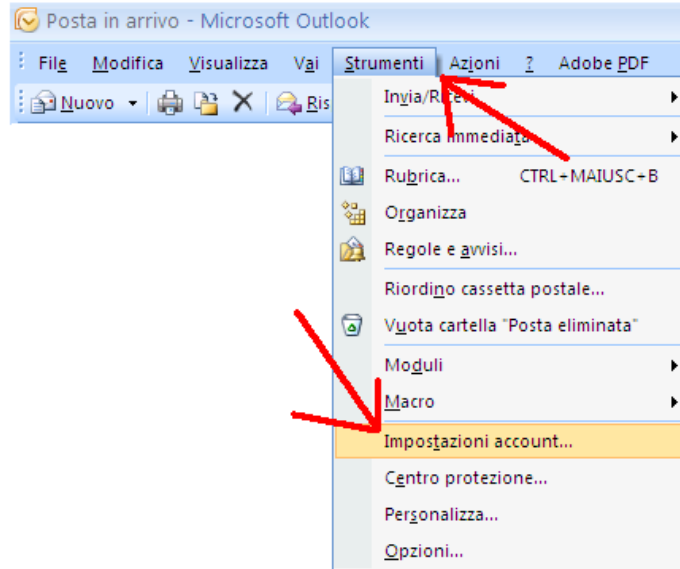 Posta in arrivo - Microsoft Outlook
File Modifica Visualizza Vai Strumenti Azioni ? Adobe PDF
Nuovo Ris
Invia/Ricevi
Ricerca immediata
Rubrica... CTRL+MAIUSC+B
Organizza
Regole e avvisi...
Riordino cassetta postale...
Vuota cartella "Posta eliminata"
Moduli
Macro
Impostazioni account...
Centro protezione...
Personalizza...
Opzioni...